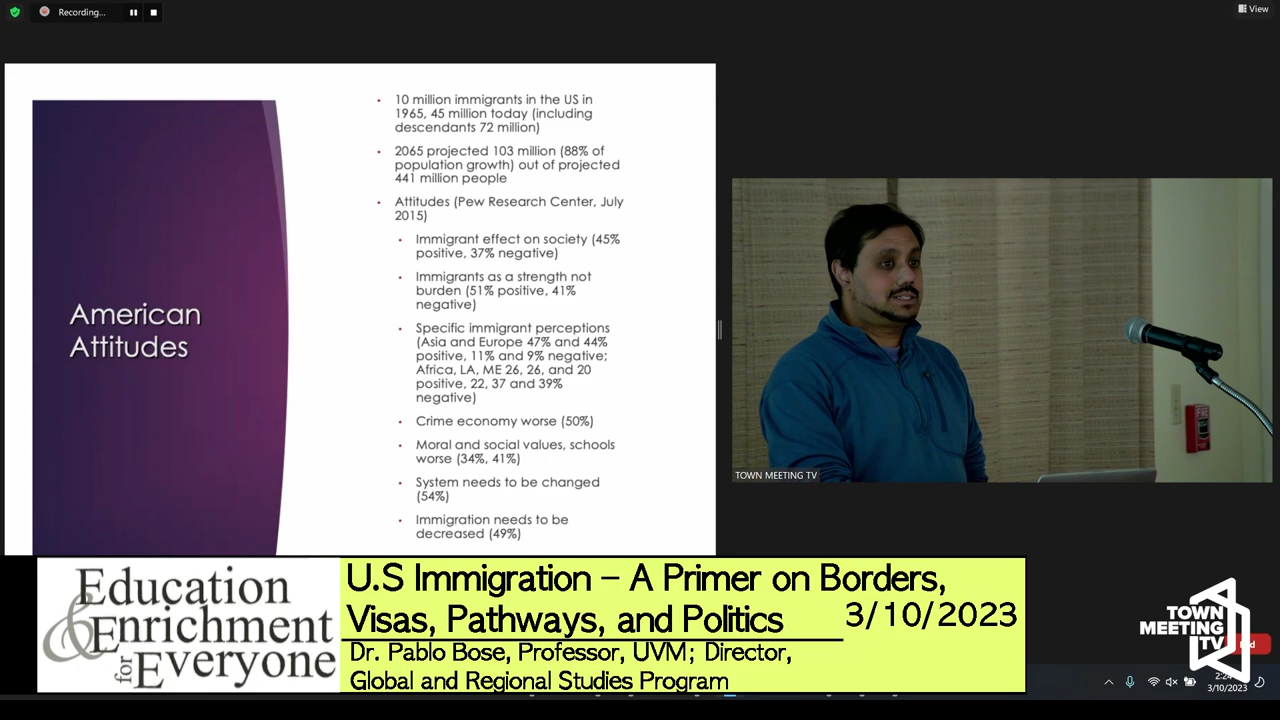 Recording...
View
American
Attitudes
• 10 million immigrants in the US in
1965, 45 million today (including
descendants 72 million)
• 2065 projected 103 million (88% of
population growth) out of projected
441 million people
• Attitudes (Pew Research Center, July
2015)
• Immigrant effect on society (45%
positive, 37% negative)
• Immigrants as a strength not
burden (51% positive, 41%
negative)
• Specific immigrant perceptions
(Asia and Europe 47% and 44%
positive, 11% and 9% negative;
Africa, LA, ME 26, 26, and 20
positive, 22, 37 and 39%
negative)
• Crime economy worse (50%)
• Moral and social values, schools
worse (34%, 41%)
• System needs to be changed
(54%)
• Immigration needs to be
decreased (49%)
FIRE
TOWN MEETING TV
Education
& Enrichment
for Everyone
U.S Immigration – A Primer on Borders,
Visas, Pathways, and Politics 3/10/2023
Dr. Pablo Bose, Professor, UVM; Director,
Global and Regional Studies Program
TOWN
MEETING
TV
3/10/2023